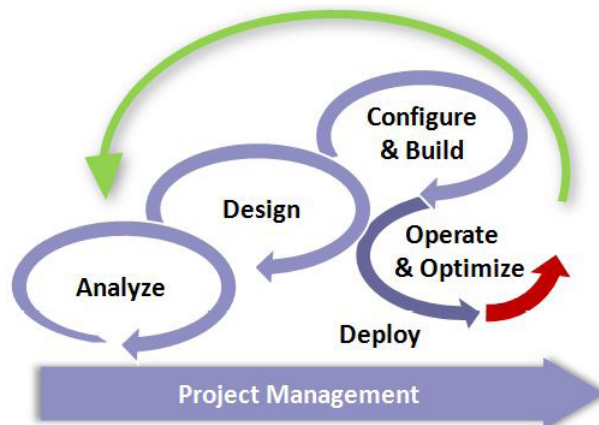 Configure
& Build
Design
Operate
& Optimize
Analyze
Deploy
Project Management